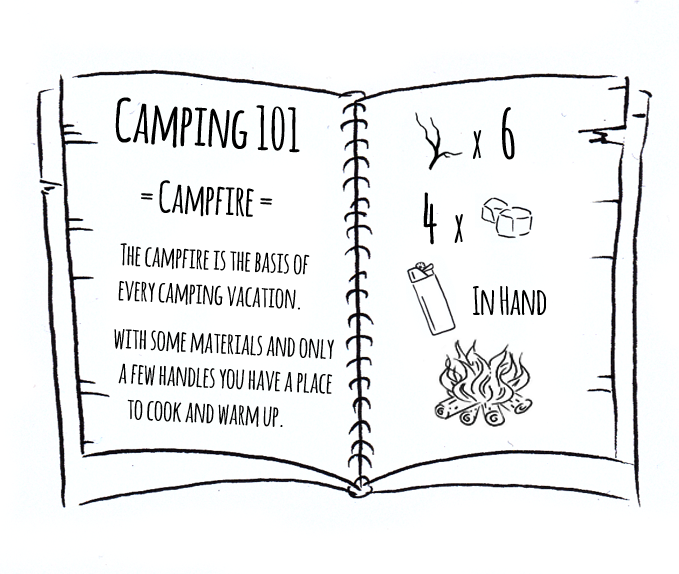 Camping 101
= Campfire =
The campfire is the basis of
every camping vacation.
with some materials and only
a few handles you have a place
to cook and warm up.
x 6
4 x
In Hand